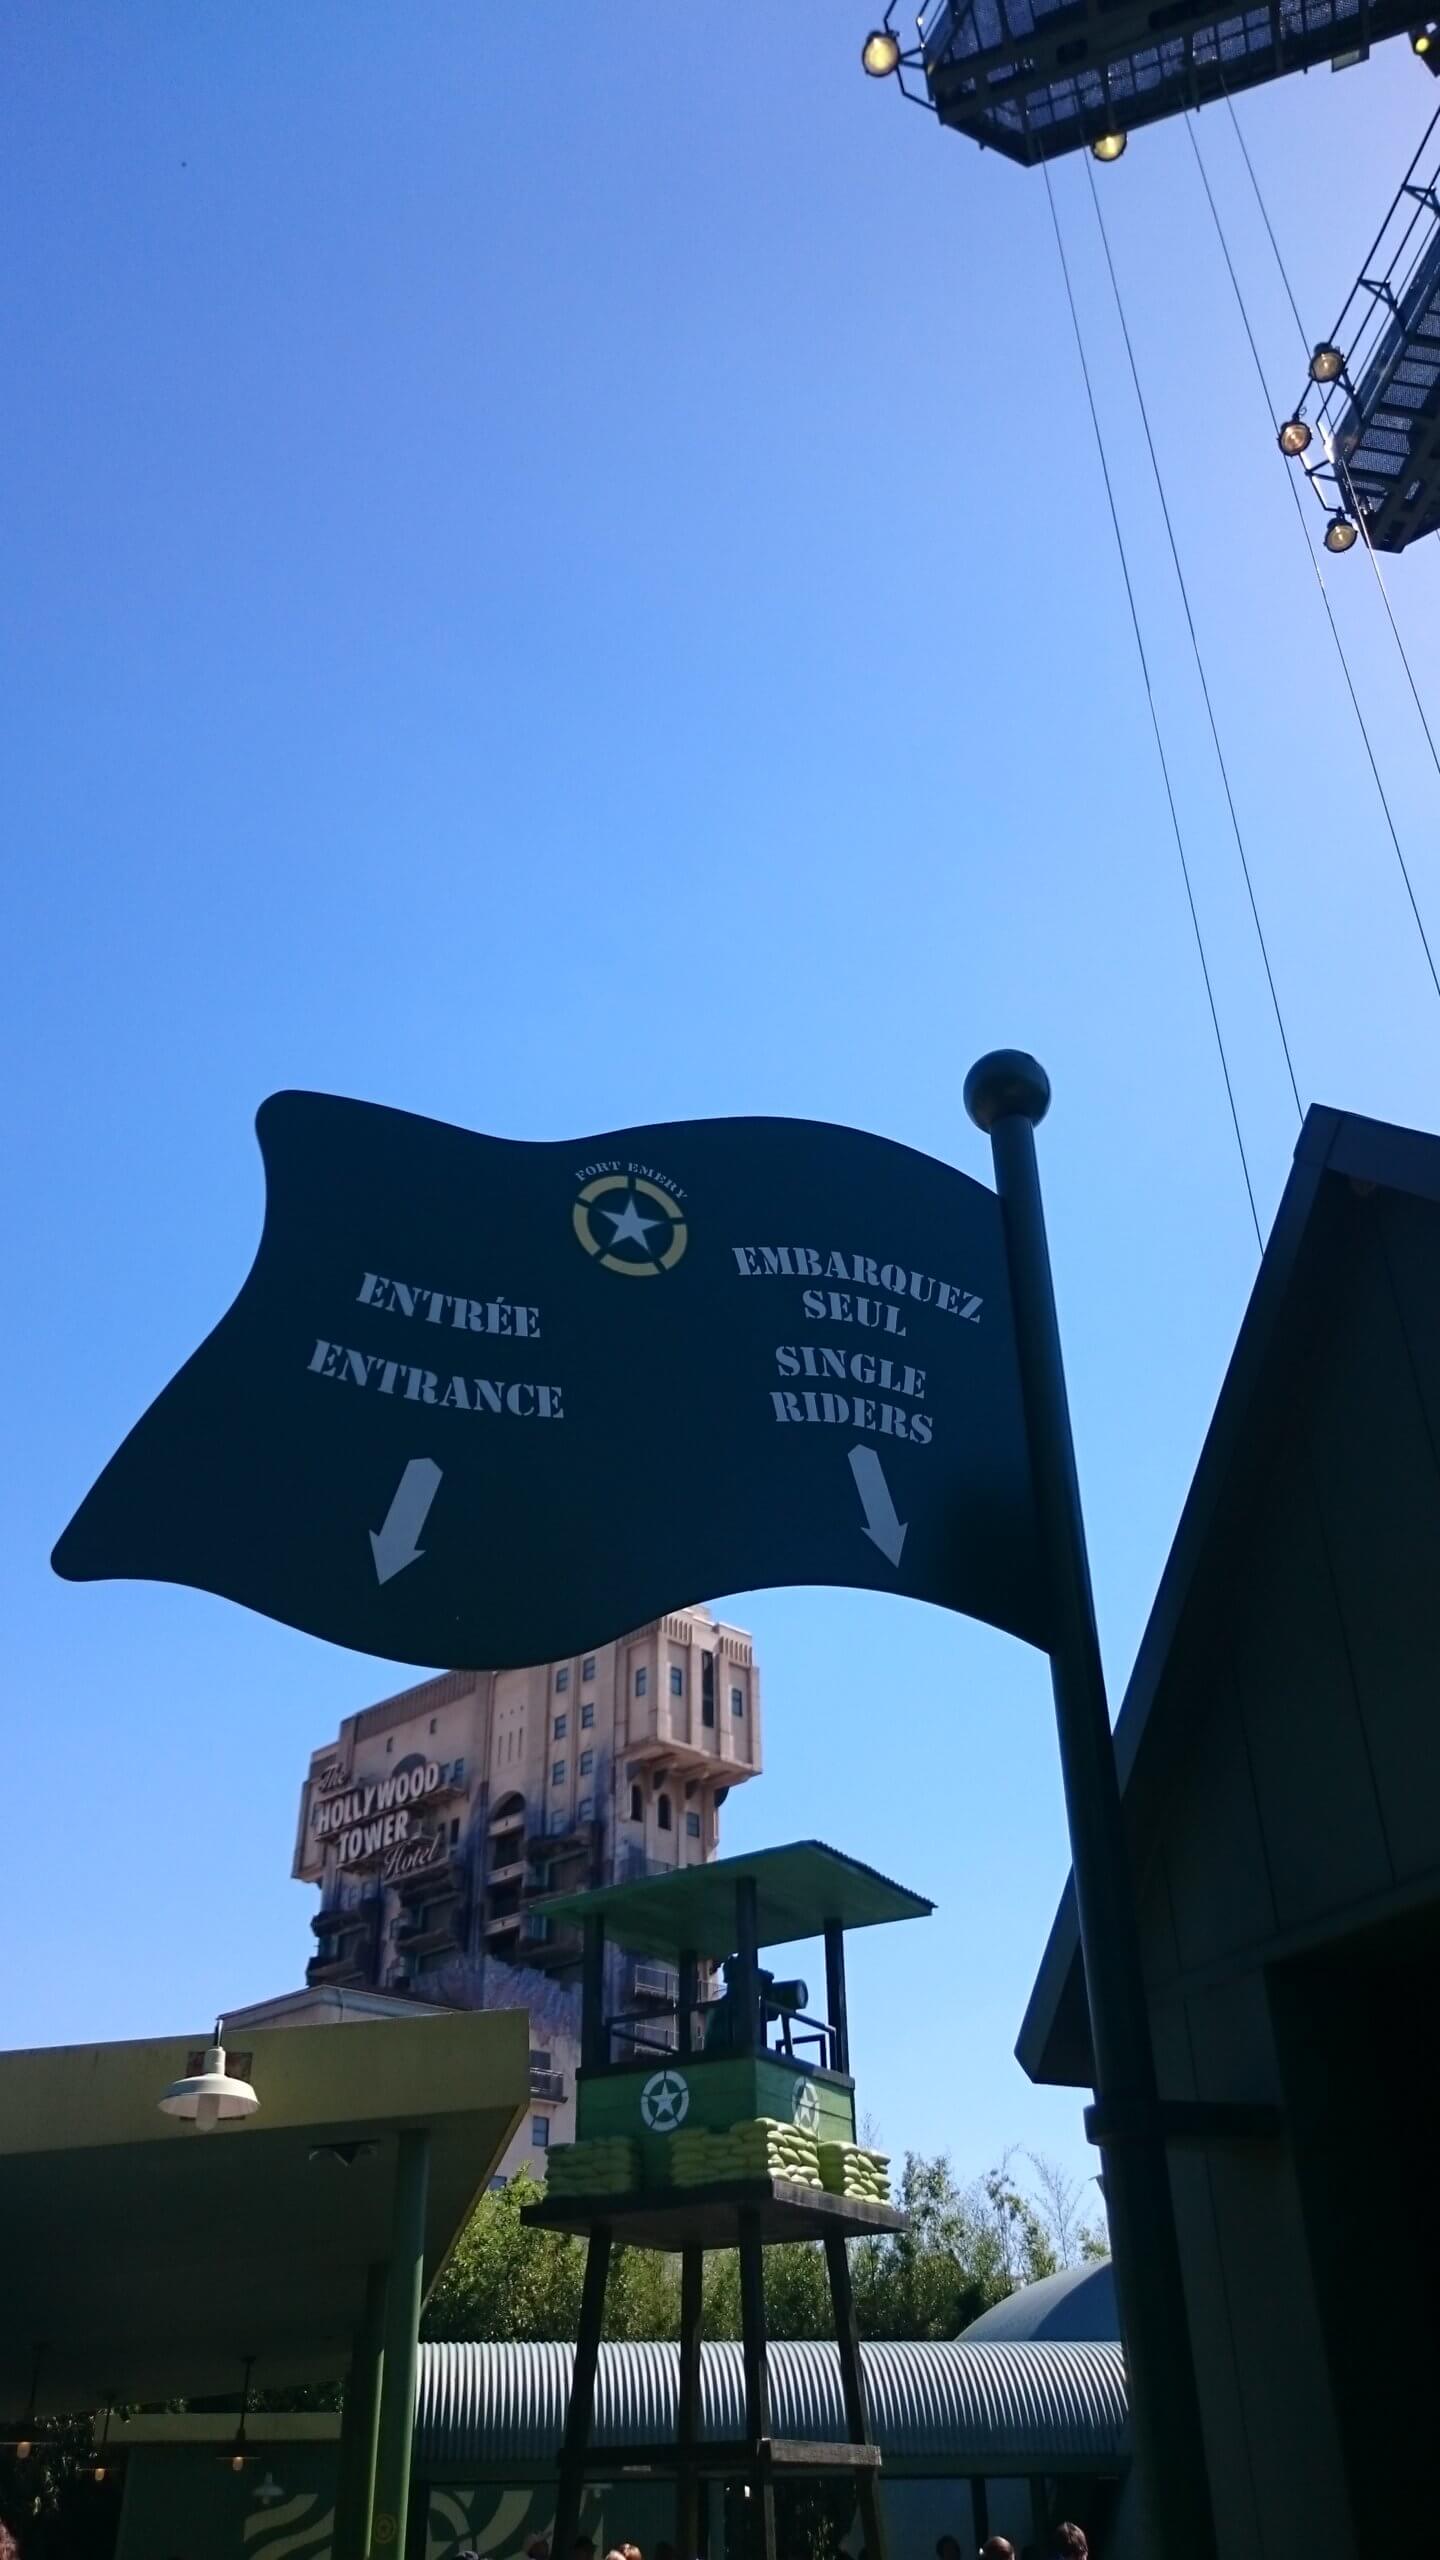 FORT EMERY
ENTRÉE
ENTRANCE
EMBARQUEZ
SEUL
SINGLE
RIDERS
The
HOLLYWOOD
TOWER
Hotel